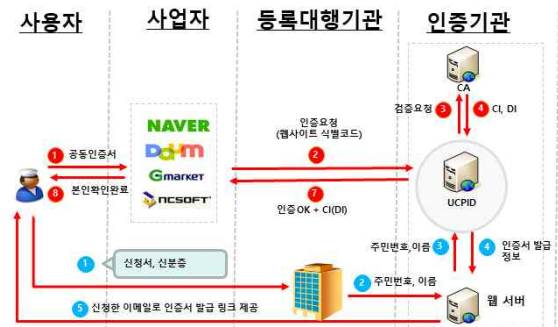 사용자
사업자
등록대행기관
인증기관
CA
검증요청 3
4 CI, DI
인증요청
(웹사이트 식별코드)
1 공동인증서
2
NAVER
Daum
Gmarket
NCSOFT
8 본인확인완료
7
인증OK + CI(DI)
UCPID
주민번호,이름 3
4 인증서 발급
정보
1 신청서, 신분증
2 주민번호, 이름
웹 서버
5 신청한 이메일로 인증서 발급 링크 제공